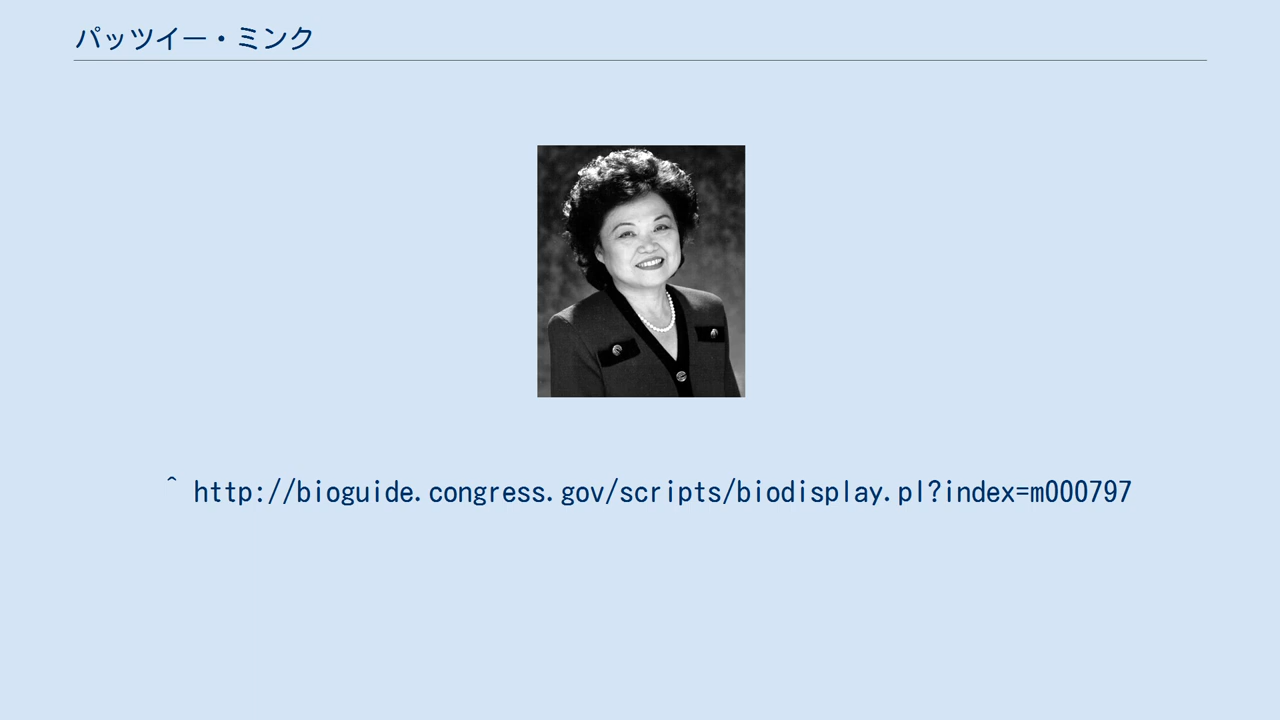 パッツイー・ミンク
^ http://bioguide.congress.gov/scripts/biodisplay.pl?index=m000797